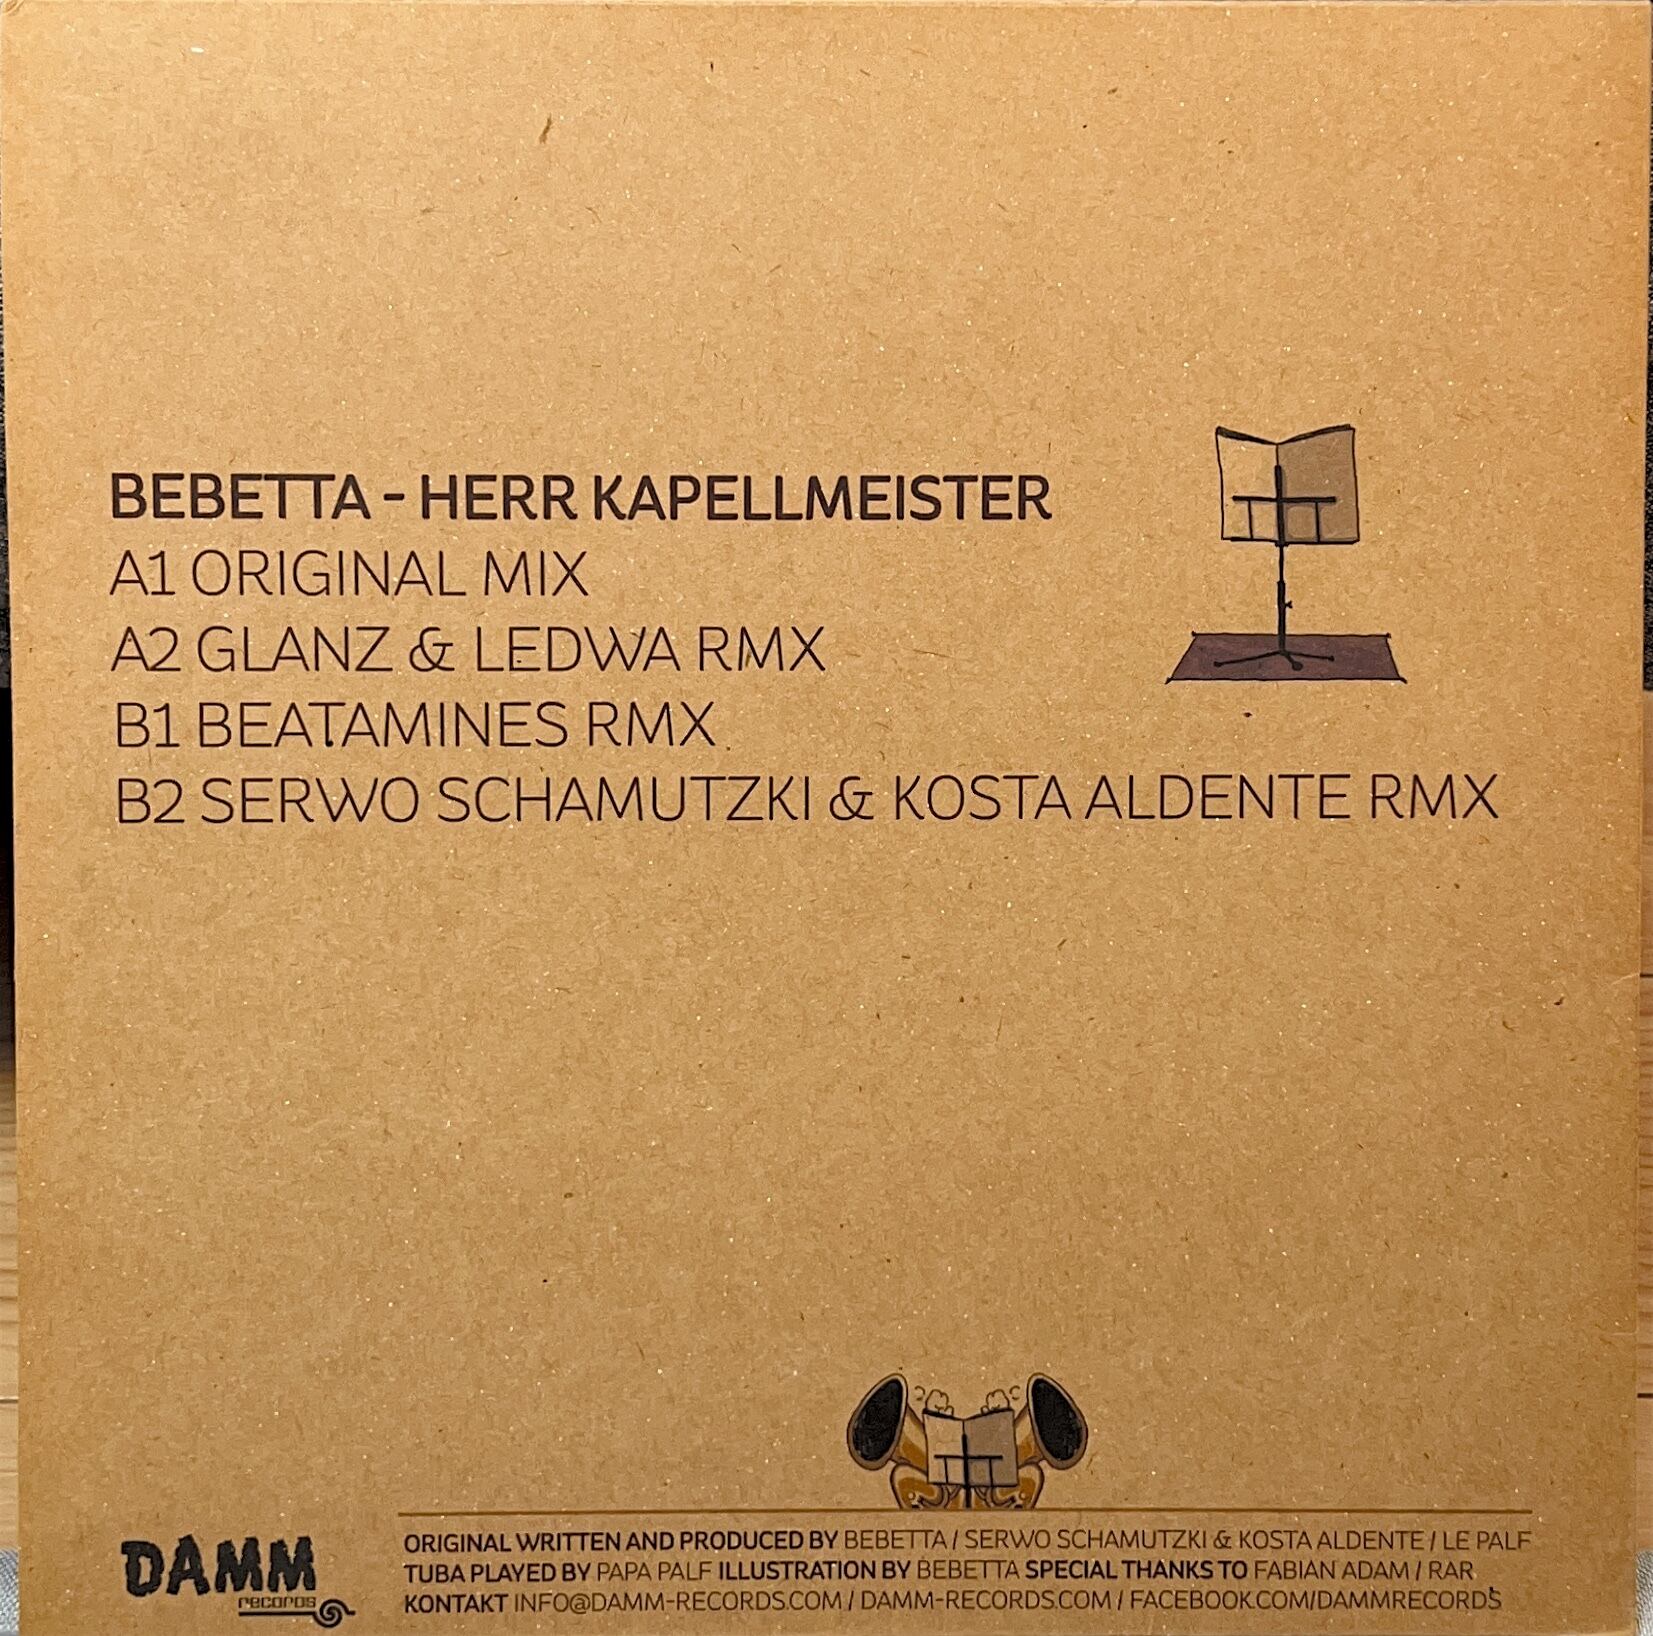 BEBETTA - HERR KAPELLMEISTER
A1 ORIGINAL MIX
A2 GLANZ & LEDWA RMX
B1 BEATAMINES RMX
B2 SERWO SCHAMUTZKI & KOSTA ALDENTE RMX
DAMM
records
ORIGINAL WRITTEN AND PRODUCED BY BEBETTA / SERWO SCHAMUTZKI & KOSTA ALDENTE / LE PALF
TUBA PLAYED BY PAPA PALF ILLUSTRATION BY BEBETTA SPECIAL THANKS TO FABIAN ADAM / RAR
KONTAKT INFO@DAMM-RECORDS.COM / DAMM-RECORDS.COM / FACEBOOK.COM/DAMMRECORDS